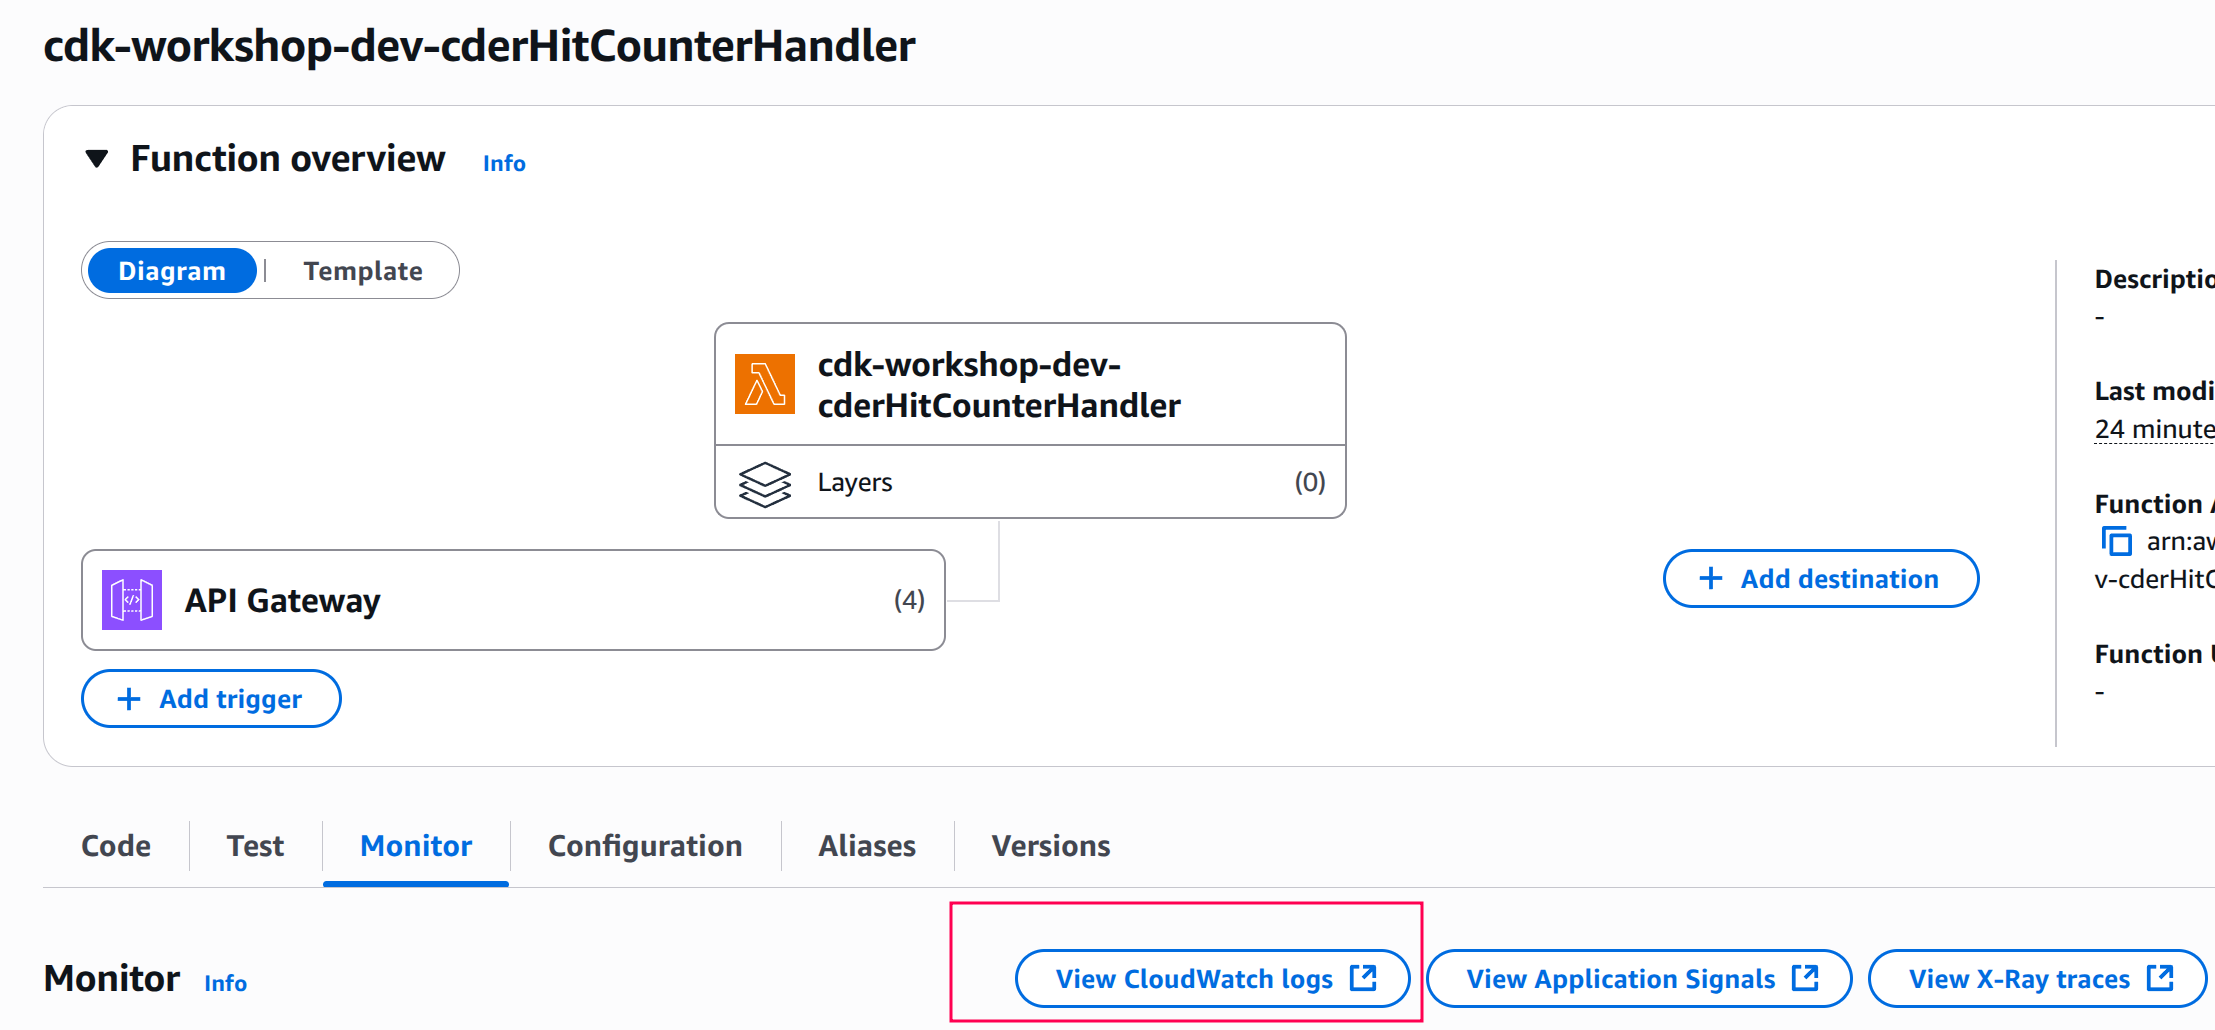 cdk-workshop-dev-cderHitCounterHandler
Function overview Info
Diagram | Template
cdk-workshop-dev-
cderHitCounterHandler
Layers (0)
API Gateway (4)
+ Add trigger
+ Add destination
Descriptio
-
Last modi
24 minute
Function A
arn:av
v-cderHitC
Function U
-
Code Test Monitor Configuration Aliases Versions
Monitor Info
View CloudWatch logs View Application Signals View X-Ray traces